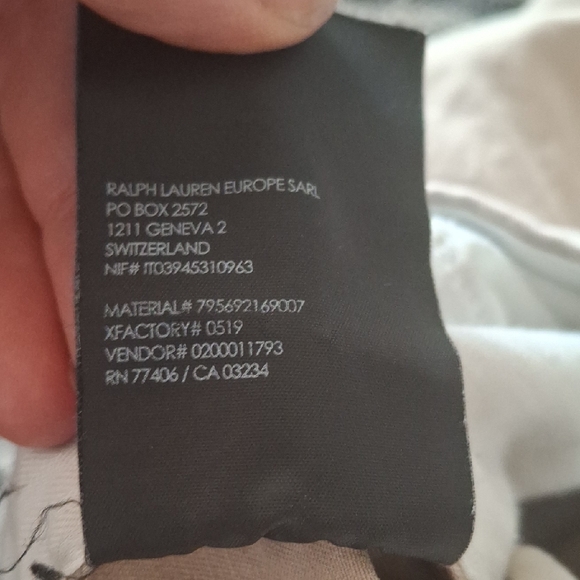 RALPH LAUREN EUROPE SARL
PO BOX 2572
1211 GENEVA 2
SWITZERLAND
NIF# IT03945310963
MATERIAL# 795692169007
XFACTORY# 0519
VENDOR# 0200011793
RN 77406 / CA 03234